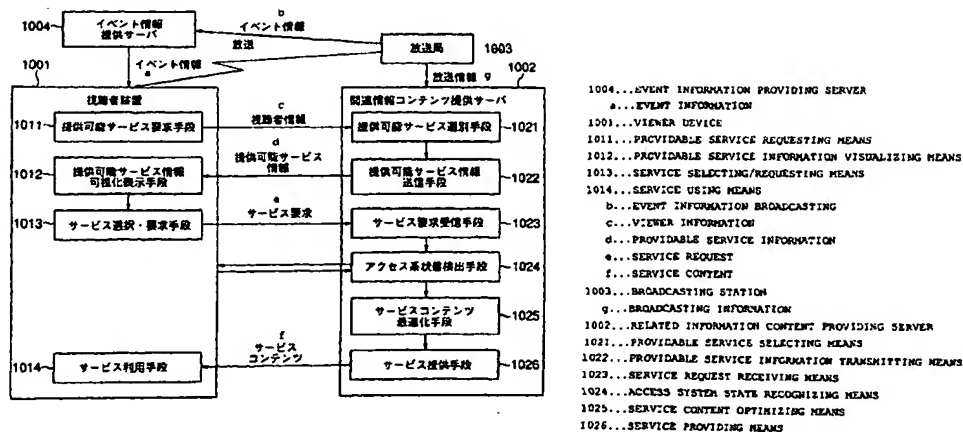 1004
イベント情報
提供サーバ
b
イベント情報
放送
放送局
1003
イベント情報
a
放送情報 g
1001
1002
視聴者装置
関連情報コンテンツ提供サーバ
1011
提供可能サービス要求手段
c
視聴者情報
提供可能サービス選別手段
1021
d
提供可能サービス
情報
1012
提供可能サービス情報
可視化表示手段
提供可能サービス情報
送信手段
1022
e
サービス要求
1013
サービス選択・要求手段
サービス要求受信手段
1023
アクセス系状態検出手段
1024
サービスコンテンツ
最適化手段
1025
f
サービス
コンテンツ
1014
サービス利用手段
サービス提供手段
1026
1004...EVENT INFORMATION PROVIDING SERVER
a...EVENT INFORMATION
1001...VIEWER DEVICE
1011...PROVIDABLE SERVICE REQUESTING MEANS
1012...PROVIDABLE SERVICE INFORMATION VISUALIZING MEANS
1013...SERVICE SELECTING/REQUESTING MEANS
1014...SERVICE USING MEANS
b...EVENT INFORMATION BROADCASTING
c...VIEWER INFORMATION
d...PROVIDABLE SERVICE INFORMATION
e...SERVICE REQUEST
f...SERVICE CONTENT
1003...BROADCASTING STATION
g...BROADCASTING INFORMATION
1002...RELATED INFORMATION CONTENT PROVIDING SERVER
1021...PROVIDABLE SERVICE SELECTING MEANS
1022...PROVIDABLE SERVICE INFORMATION TRANSMITTING MEANS
1023...SERVICE REQUEST RECEIVING MEANS
1024...ACCESS SYSTEM STATE RECOGNIZING MEANS
1025...SERVICE CONTENT OPTIMIZING MEANS
1026...SERVICE PROVIDING MEANS